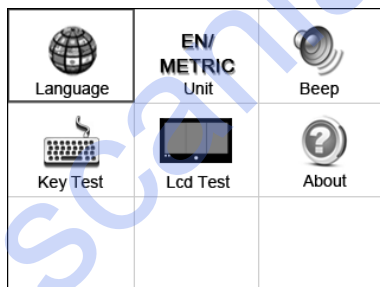 EN/
METRIC
Language
Unit
Beep
Key Test
Lcd Test
About